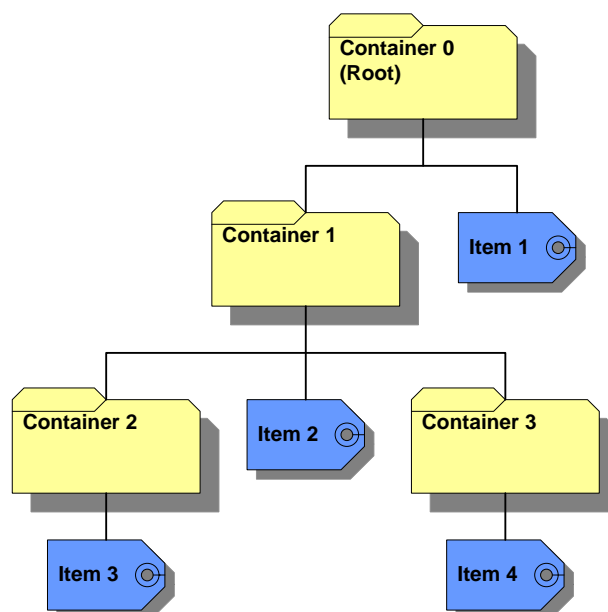 Container 0
(Root)
Container 1
Item 1
Container 2
Item 2
Container 3
Item 3
Item 4